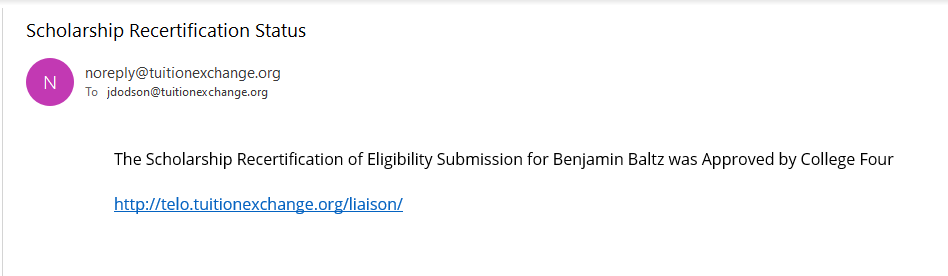 Scholarship Recertification Status
N
noreply@tuitionexchange.org
To jdodson@tuitionexchange.org
The Scholarship Recertification of Eligibility Submission for Benjamin Baltz was Approved by College Four
http://telo.tuitionexchange.org/liaison/